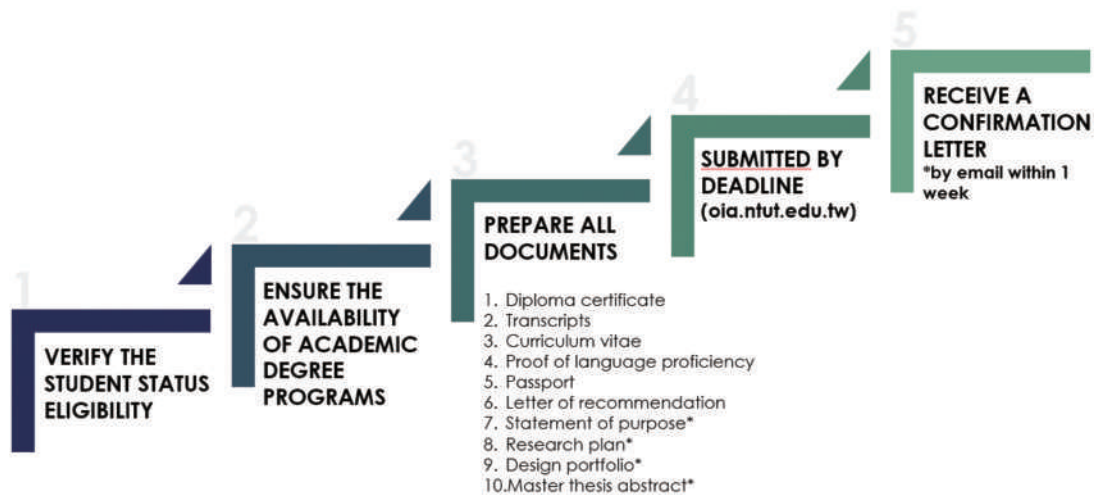 1
VERIFY THE
STUDENT STATUS
ELIGIBILITY
2
ENSURE THE
AVAILABILITY
OF ACADEMIC
DEGREE
PROGRAMS
3
PREPARE ALL
DOCUMENTS
1. Diploma certificate
2. Transcripts
3. Curriculum vitae
4. Proof of language proficiency
5. Passport
6. Letter of recommendation
7. Statement of purpose*
8. Research plan*
9. Design portfolio*
10.Master thesis abstract*
4
SUBMITTED BY
DEADLINE
(oia.ntut.edu.tw)
5
RECEIVE A
CONFIRMATION
LETTER
*by email within 1
week